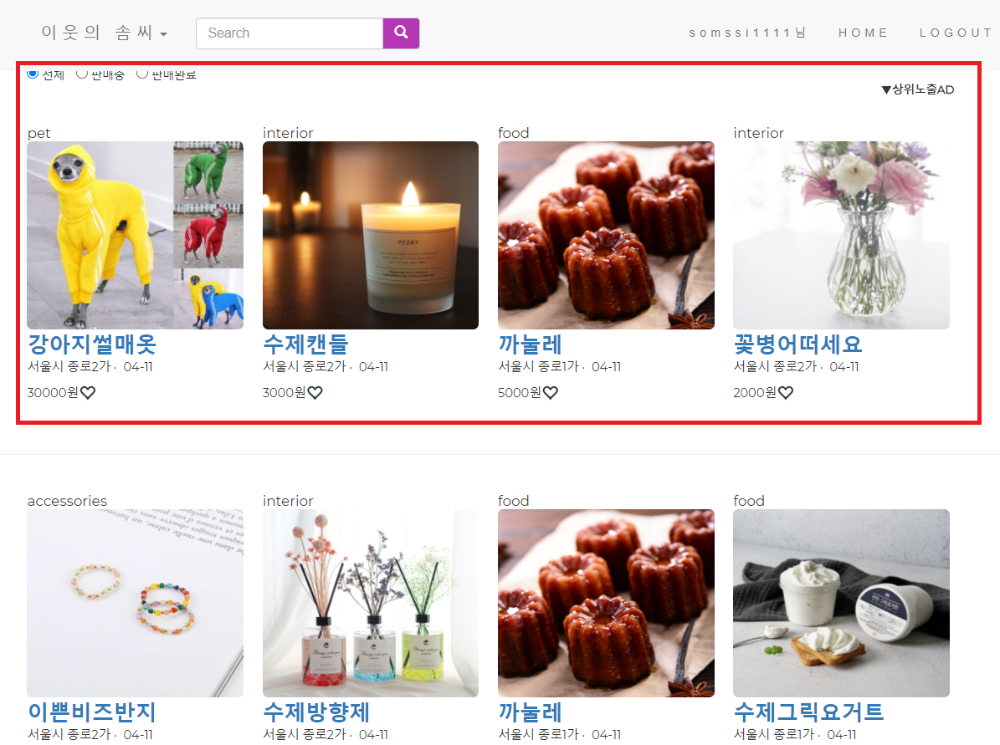 이웃의 솜씨
Search
somssi1111님 HOME LOGOUT
전체 판매중 판매완료
▼상위노출AD
pet interior food interior
PEONY
강아지썰매옷 수제캔들 까눌레 꽃병어떠세요
서울시 종로2가 · 04-11 서울시 종로2가 · 04-11 서울시 종로1가 · 04-11 서울시 종로2가 · 04-11
30000원 3000원 5000원 2000원
accessories interior food food
이쁜비즈반지 수제방향제 까눌레 수제그릭요거트
서울시 종로2가 · 04-11 서울시 종로2가 · 04-11 서울시 종로1가 · 04-11 서울시 종로1가 · 04-11